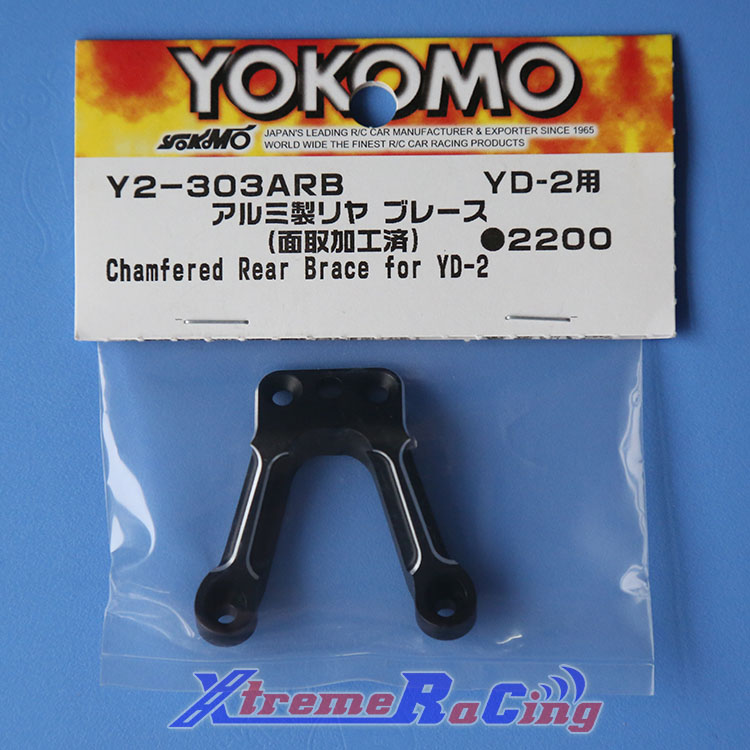 YOKOMO
YOKOMO JAPAN'S LEADING R/C CAR MANUFACTURER & EXPORTER SINCE 1965
WORLD WIDE THE FINEST R/C CAR RACING PRODUCTS
Y2-303ARB YD-2用
アルミ製リヤ ブレース
(面取加工済) ●2200
Chamfered Rear Brace for YD-2
XtremeRaCing